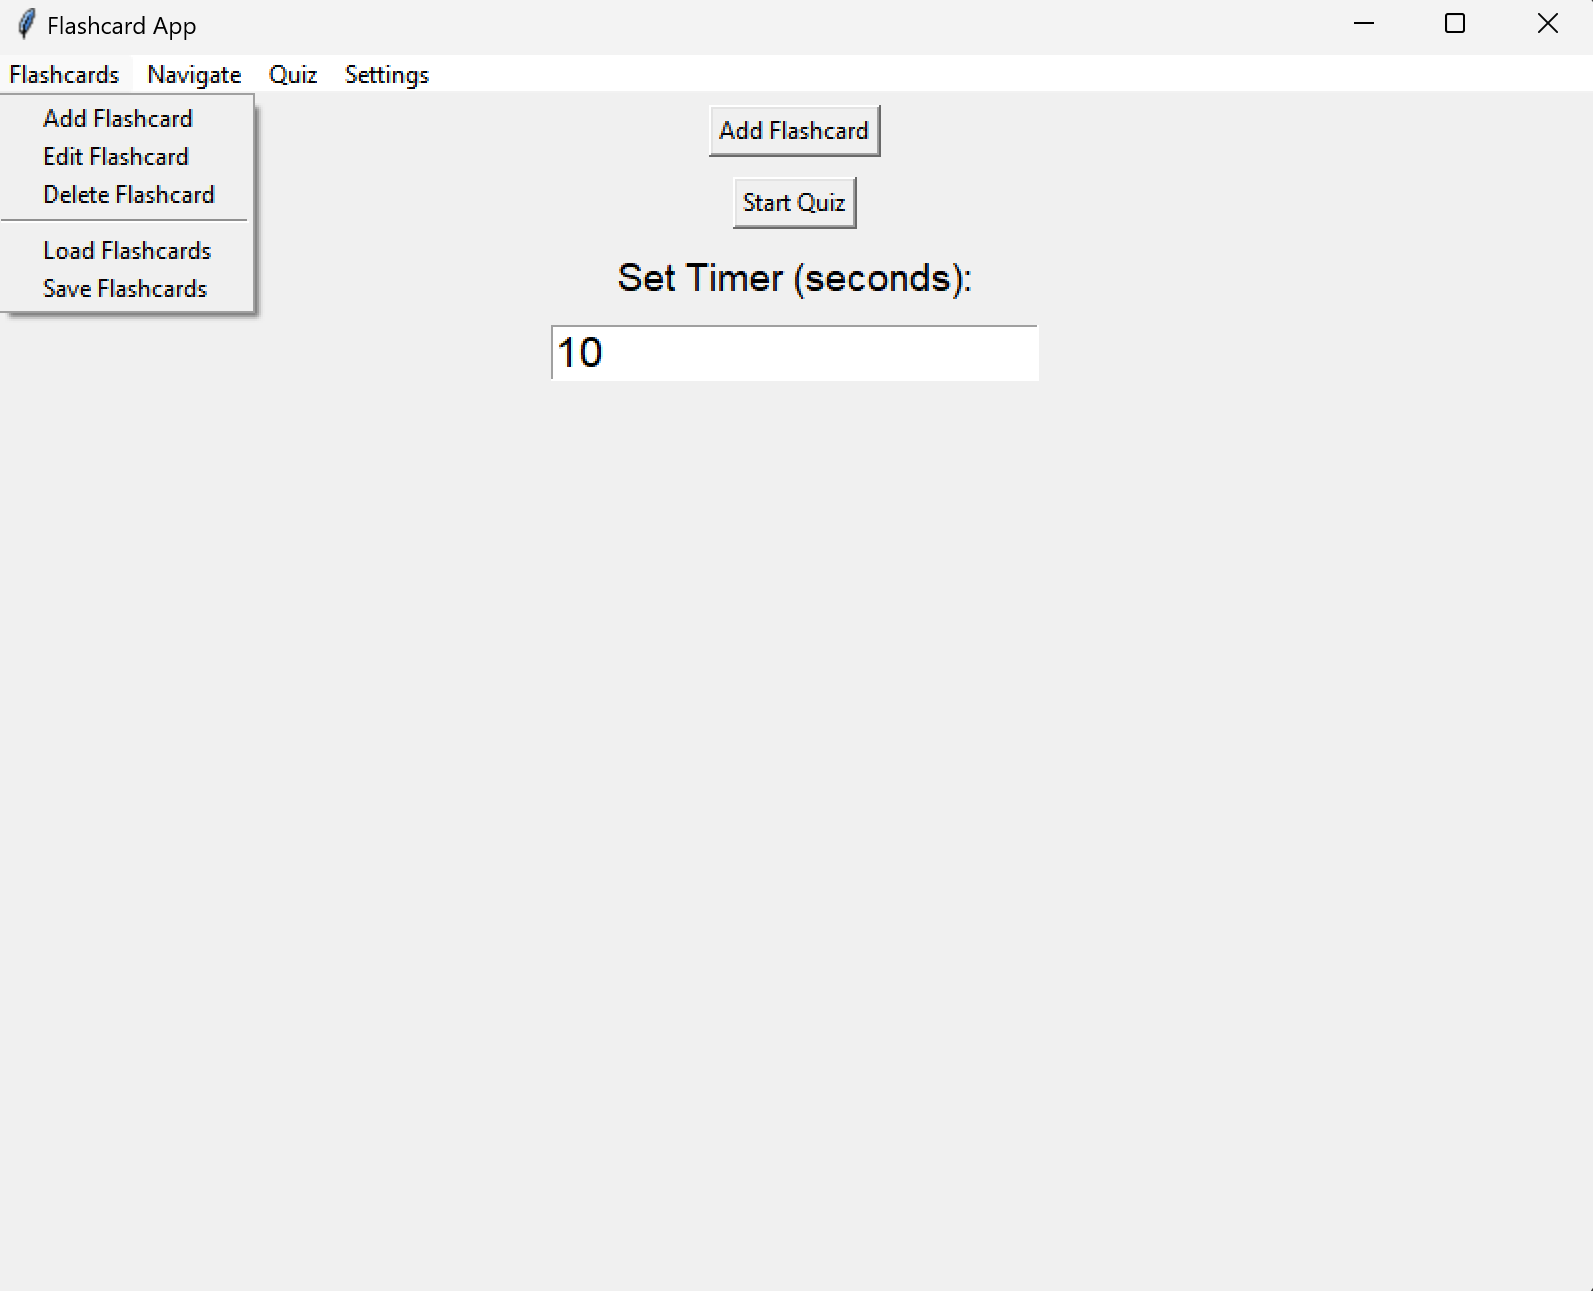 Flashcard App
Flashcards Navigate Quiz Settings
Add Flashcard
Edit Flashcard
Delete Flashcard
Load Flashcards
Save Flashcards
Add Flashcard
Start Quiz
Set Timer (seconds):
10